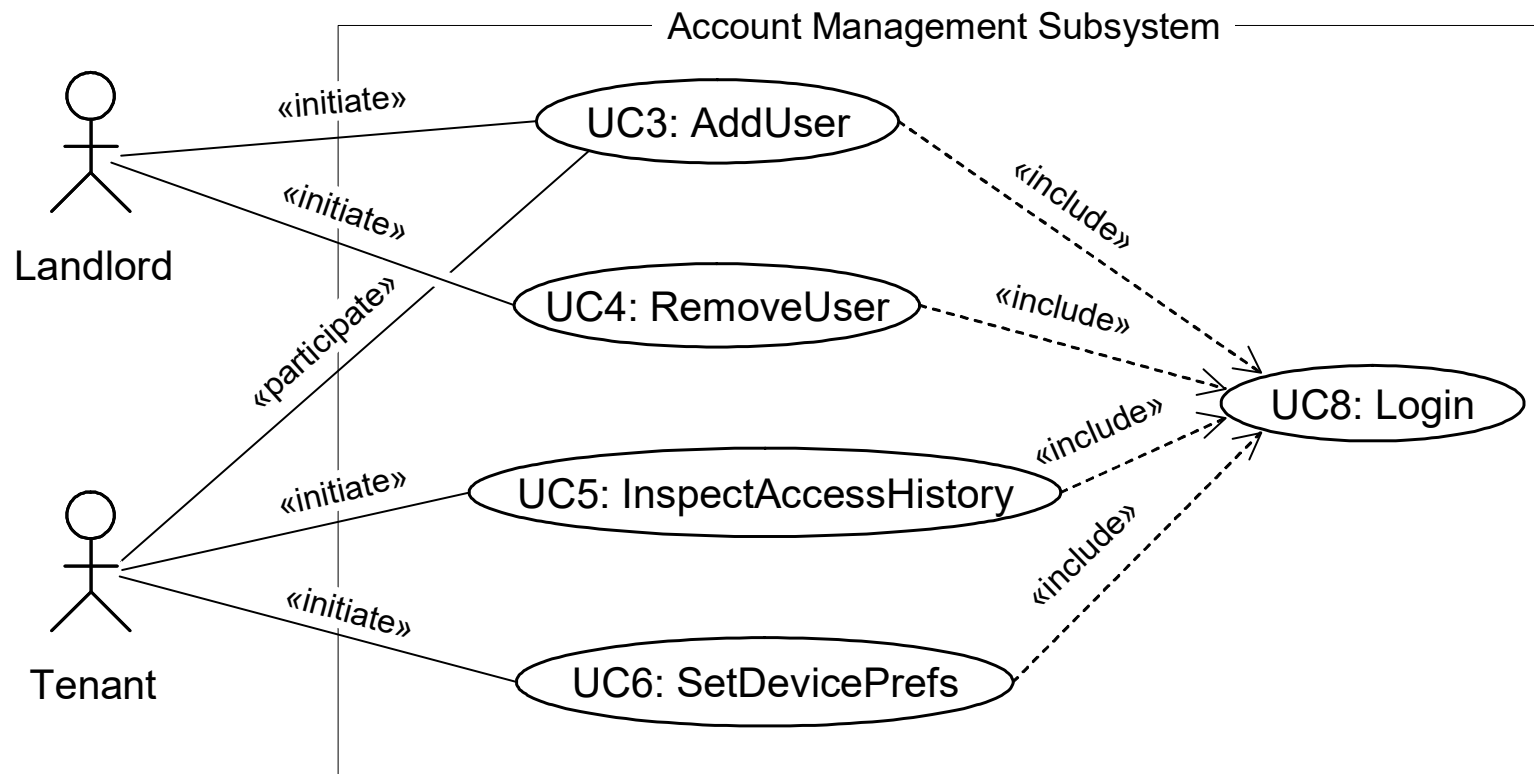 Account Management Subsystem
«initiate»
UC3: AddUser
«include»
«initiate»
Landlord
UC4: RemoveUser
«include»
«participate»
UC8: Login
«include»
«initiate»
UC5: InspectAccessHistory
«include»
«initiate»
UC6: SetDevicePrefs
Tenant